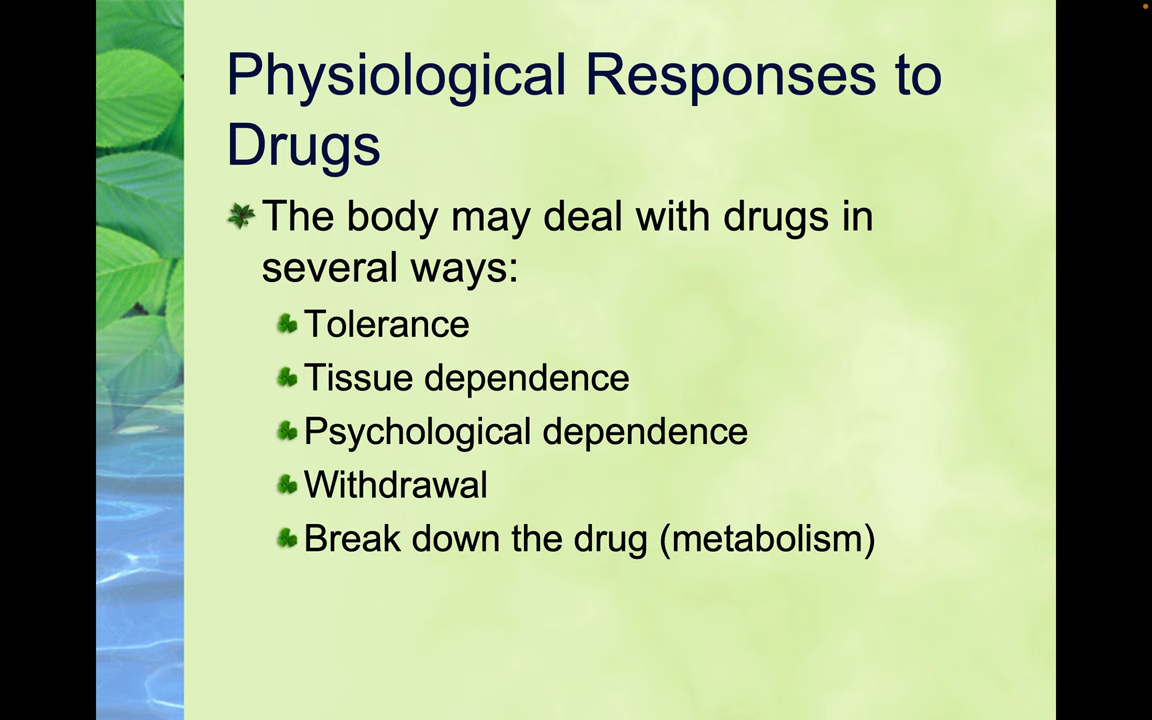 Physiological Responses to
Drugs
The body may deal with drugs in
several ways:
Tolerance
Tissue dependence
Psychological dependence
Withdrawal
Break down the drug (metabolism)